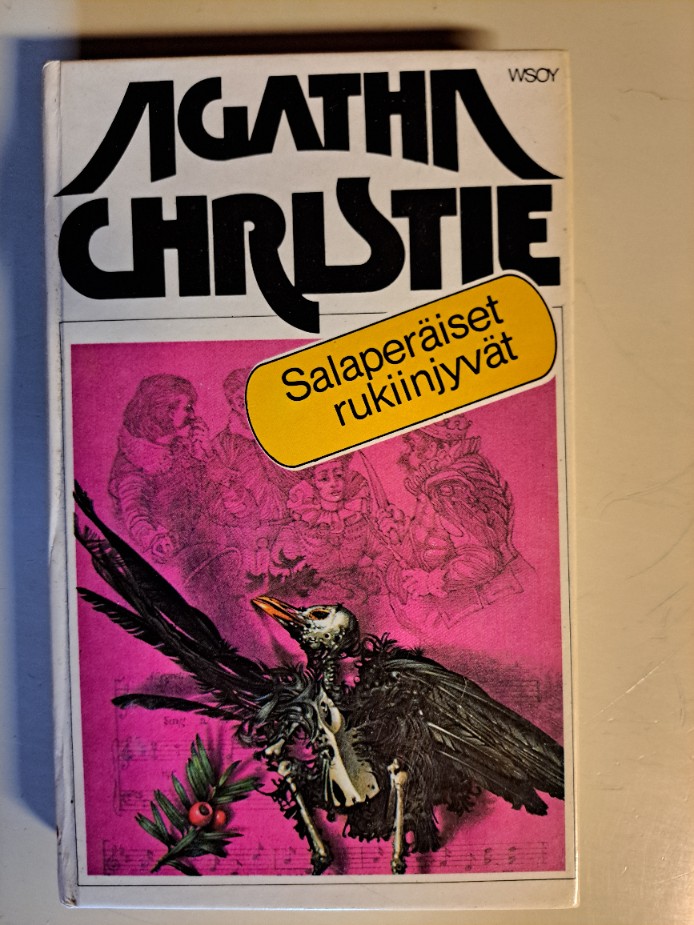 WSOY
AGATHA
CHRISTIE
Salaperäiset
rukiinjyvät